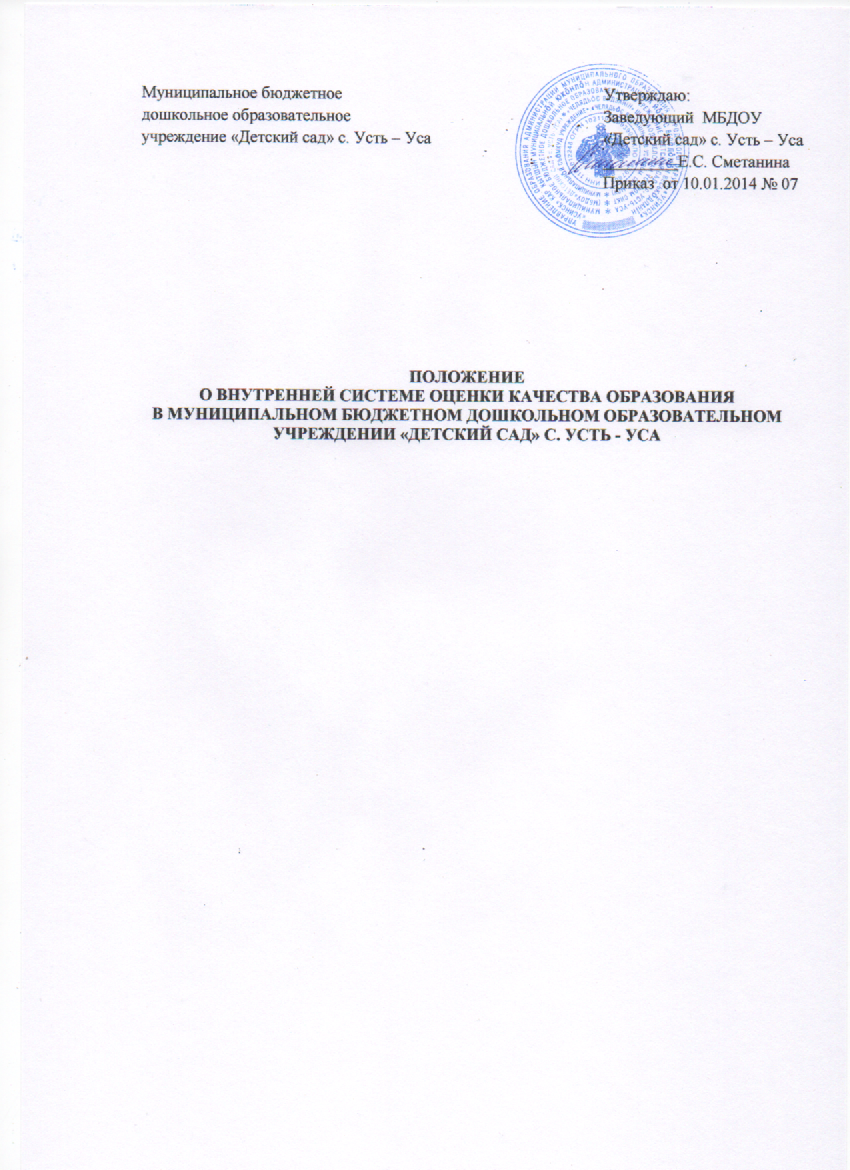 Муниципальное бюджетное
дошкольное образовательное
учреждение «Детский сад» с. Усть – Уса
Утверждаю:
Заведующий МБДОУ
«Детский сад» с. Усть – Уса
Е.С. Сметанина
Приказ от 10.01.2014 № 07
ПОЛОЖЕНИЕ
О ВНУТРЕННЕЙ СИСТЕМЕ ОЦЕНКИ КАЧЕСТВА ОБРАЗОВАНИЯ
В МУНИЦИПАЛЬНОМ БЮДЖЕТНОМ ДОШКОЛЬНОМ ОБРАЗОВАТЕЛЬНОМ
УЧРЕЖДЕНИИ «ДЕТСКИЙ САД» С. УСТЬ - УСА